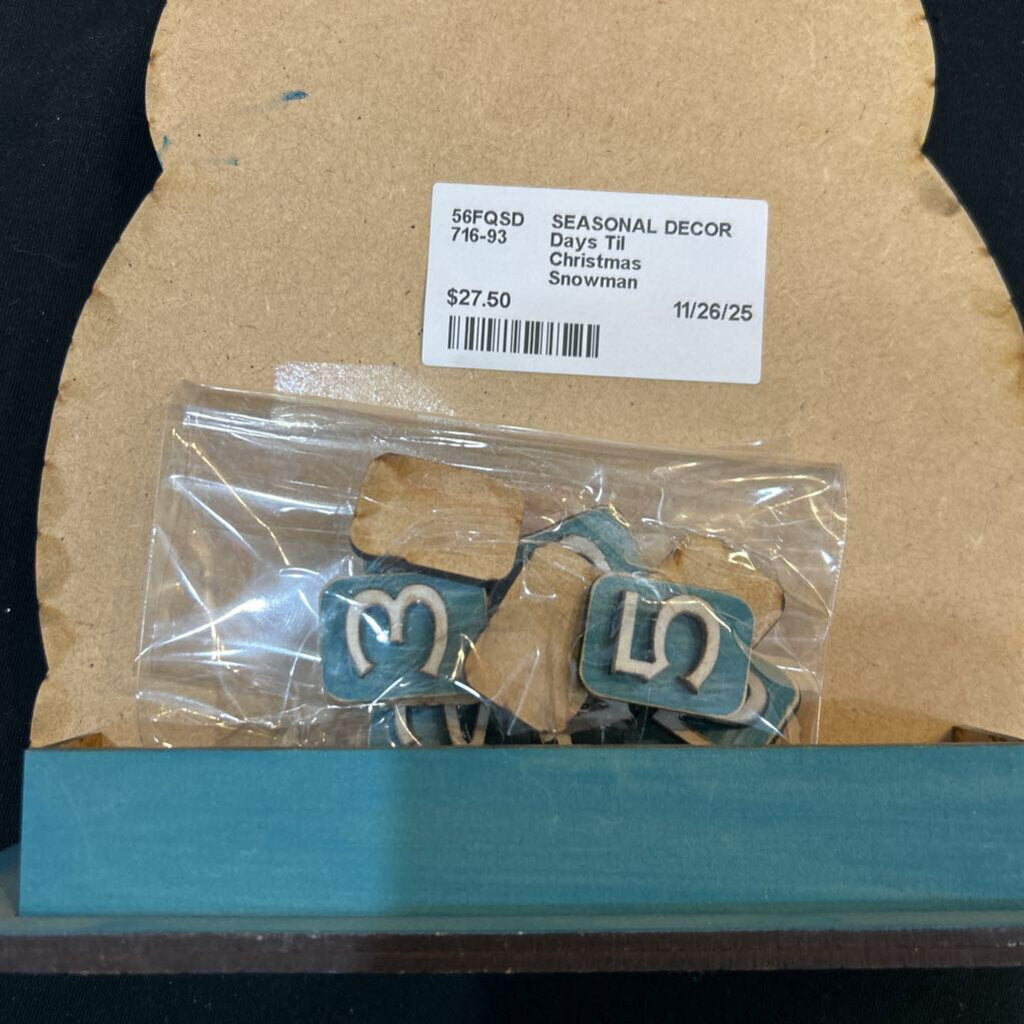 56FQSD SEASONAL DECOR
716-93 Days Til
Christmas
Snowman
$27.50 11/26/25
3 5